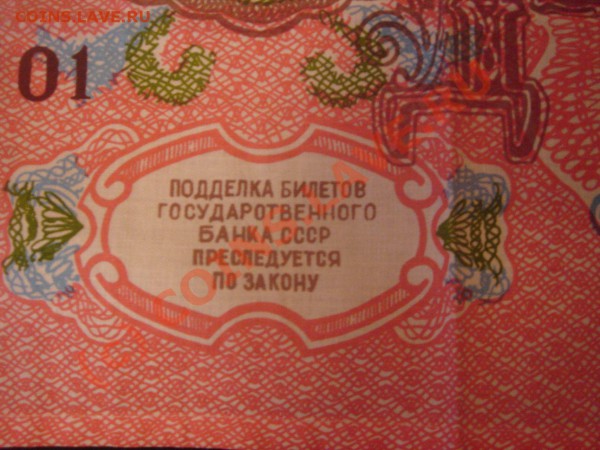 COINS.LAVE.RU
01
Д
ПОДДЕЛКА БИЛЕТОВ
ГОСУДАРОТВЕННОГО
БАНКА СССР
ПРЕСЛЕДУЕТСЯ
ПО ЗАКОНУ